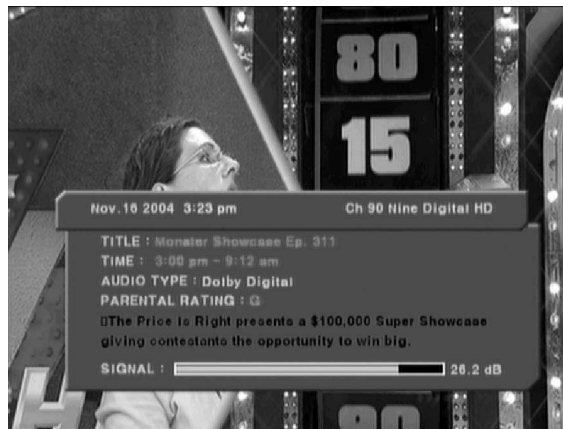 80
15
Nov.16 2004 3:23 pm Ch 90 Nine Digital HD
TITLE : Monster Showcase Ep. 311
TIME : 3:00 pm ~ 9:12 am
AUDIO TYPE : Dolby Digital
PARENTAL RATING : G
The Price Is Right presents a $100,000 Super Showcase
giving contestants the opportunity to win big.
SIGNAL : 26.2 dB
H
90